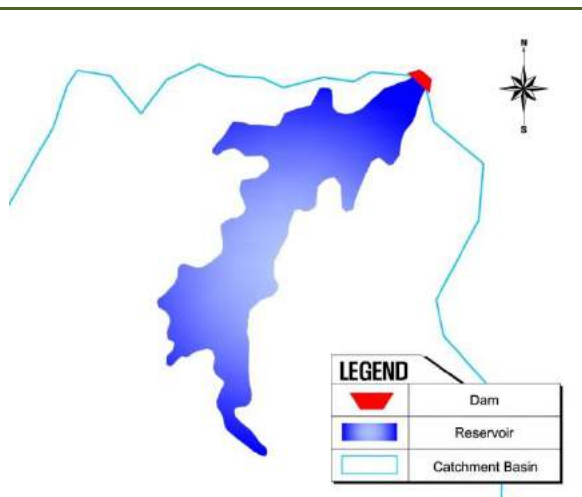 N
S
LEGEND
Dam
Reservoir
Catchment Basin